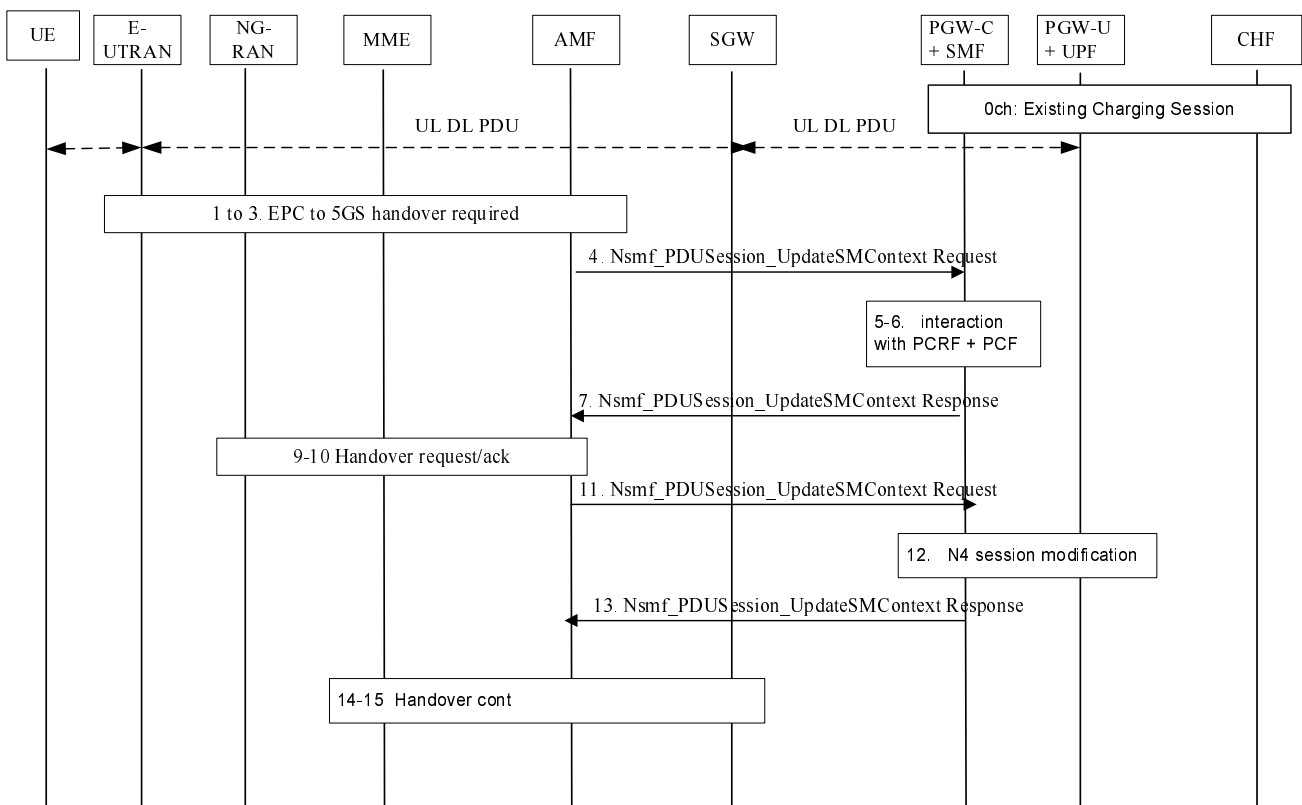 UE
E-
UTRAN
NG-
RAN
MME
AMF
SGW
PGW-C
+ SMF
PGW-U
+ UPF
CHF
0ch: Existing Charging Session
UL DL PDU
UL DL PDU
1 to 3. EPC to 5GS handover required
4. Nsmf_PDUSession_UpdateSMContext Request
5-6. interaction
with PCRF + PCF
7. Nsmf_PDUSession_UpdateSMContext Response
9-10 Handover request/ack
11. Nsmf_PDUSession_UpdateSMContext Request
12. N4 session modification
13. Nsmf_PDUSession_UpdateSMContext Response
14-15 Handover cont